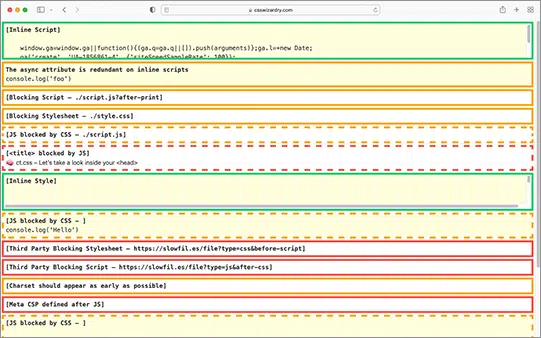 csswizardry.com
[Inline Script]
window.ga=window.ga||function(){(ga.q=ga.q||[]).push(arguments)};ga.l=+new Date;
ga('create', 'UA-1856861-4', {'siteSpeedSampleRate': 100});
The async attribute is redundant on inline scripts
console.log('foo')
[Blocking Script – ./script.js?after-print]
[Blocking Stylesheet – ./style.css]
[JS blocked by CSS – ./script.js]
[<title> blocked by JS]
ct.css – Let's take a look inside your <head>
[Inline Style]
[JS blocked by CSS – ]
console.log('Hello')
[Third Party Blocking Stylesheet – https://slowfil.es/file?type=css&before-script]
[Third Party Blocking Script – https://slowfil.es/file?type=js&after-css]
[Charset should appear as early as possible]
[Meta CSP defined after JS]
[JS blocked by CSS – ]